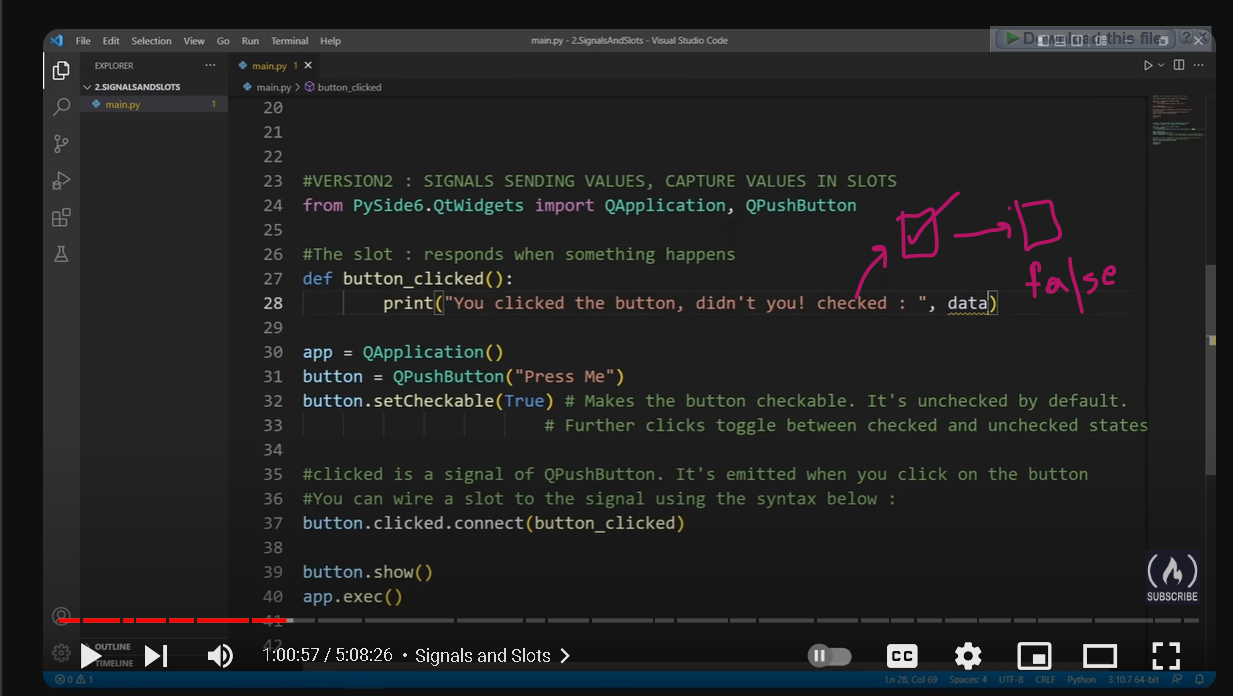 File Edit Selection View Go Run Terminal Help
main.py - 2.SignalsAndSlots - Visual Studio Code
Download this file ? X
EXPLORER ...
main.py 1
2.SIGNALSANDSLOTS
main.py > button_clicked
main.py 1
20
21
22
23 #VERSION2 : SIGNALS SENDING VALUES, CAPTURE VALUES IN SLOTS
24 from PySide6.QtWidgets import QApplication, QPushButton
25
26 #The slot : responds when something happens
27 def button_clicked():
false
28 print("You clicked the button, didn't you! checked : ", data)
29
30 app = QApplication()
31 button = QPushButton("Press Me")
32 button.setCheckable(True) # Makes the button checkable. It's unchecked by default.
33 # Further clicks toggle between checked and unchecked states
34
35 #clicked is a signal of QPushButton. It's emitted when you click on the button
36 #You can wire a slot to the signal using the syntax below :
37 button.clicked.connect(button_clicked)
38
39 button.show()
40 app.exec()
SUBSCRIBE
41
42
OUTLINE
TIMELINE
1:00:57 / 5:08:26 • Signals and Slots >
CC
0 1
Ln 28, Col 69 Spaces: 4 UTF-8 CRLF Python 3.10.7 64-bit